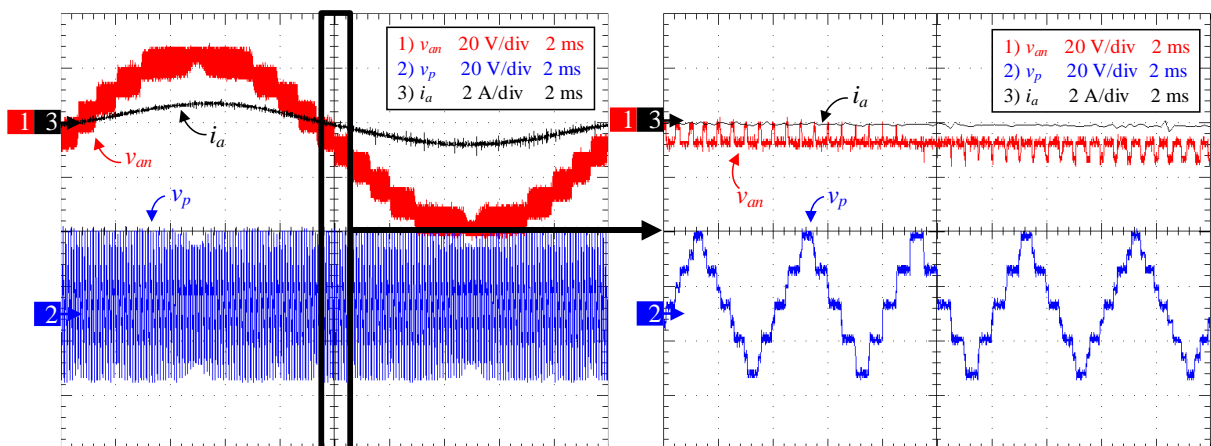 1) van 20 V/div 2 ms
2) vp 20 V/div 2 ms
3) ia 2 A/div 2 ms
1 3
ia
van
vp
2
1) van 20 V/div 2 ms
2) vp 20 V/div 2 ms
3) ia 2 A/div 2 ms
1 3
ia
van
vp
2